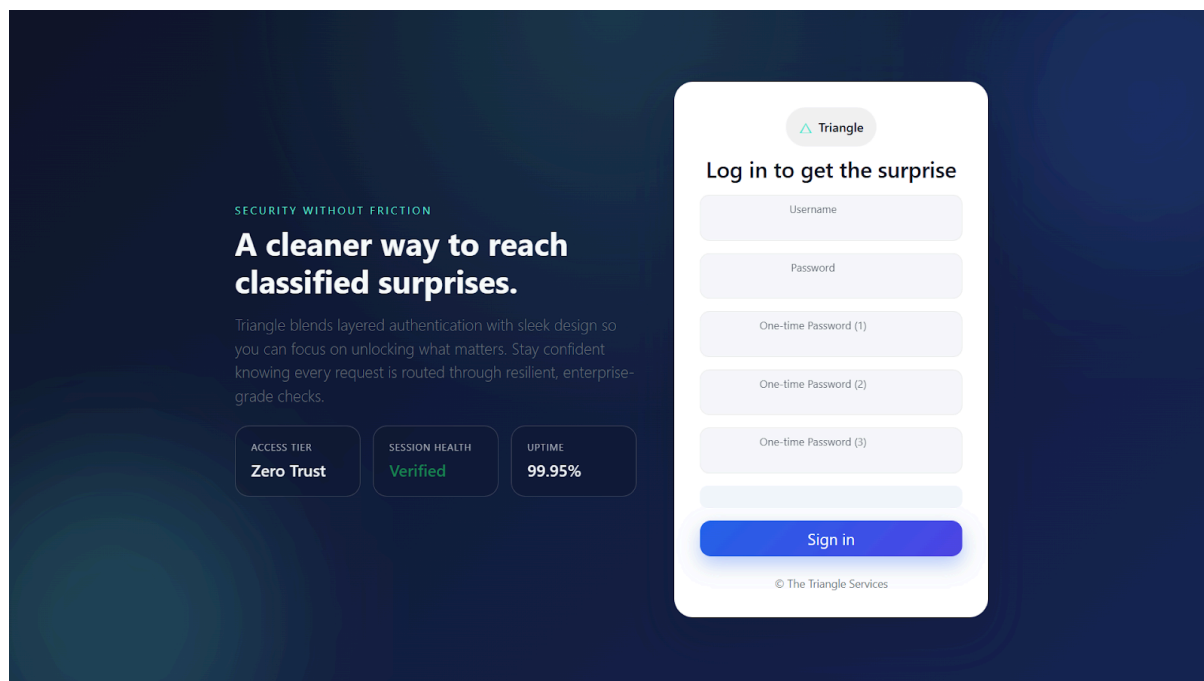 SECURITY WITHOUT FRICTION
A cleaner way to reach
classified surprises.
Triangle blends layered authentication with sleek design so
you can focus on unlocking what matters. Stay confident
knowing every request is routed through resilient, enterprise-
grade checks.
ACCESS TIER
Zero Trust
SESSION HEALTH
Verified
UPTIME
99.95%
Triangle
Log in to get the surprise
Username
Password
One-time Password (1)
One-time Password (2)
One-time Password (3)
Sign in
© The Triangle Services